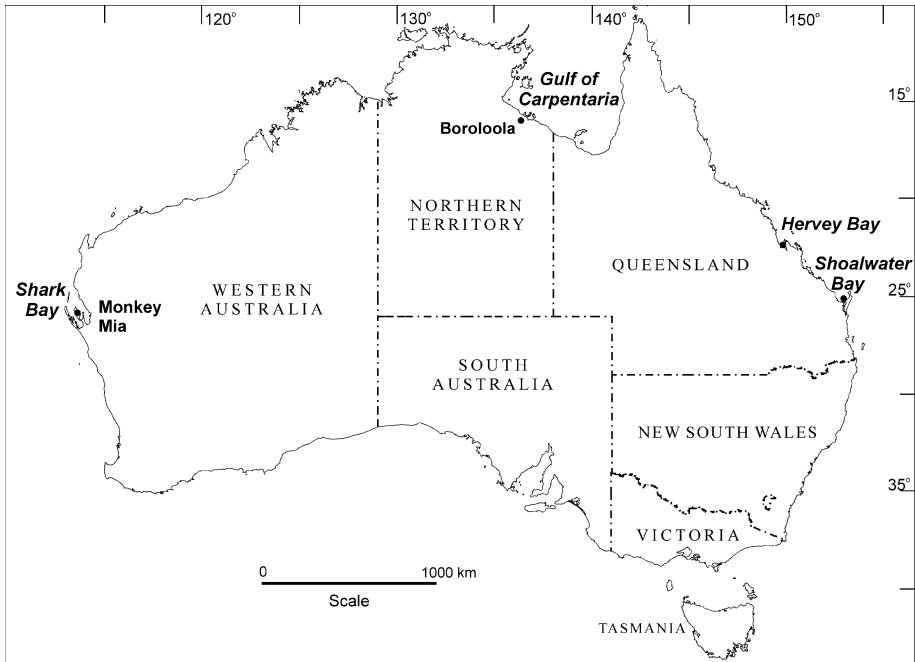 120°
130°
140°
150°
Gulf of
Carpentaria
15°
Boroloola
NORTHERN
TERRITORY
Hervey Bay
QUEENSLAND
Shoalwater
Bay
Shark
Bay
Monkey
Mia
WESTERN
AUSTRALIA
25°
SOUTH
AUSTRALIA
NEW SOUTH WALES
35°
VICTORIA
0
1000 km
Scale
TASMANIA